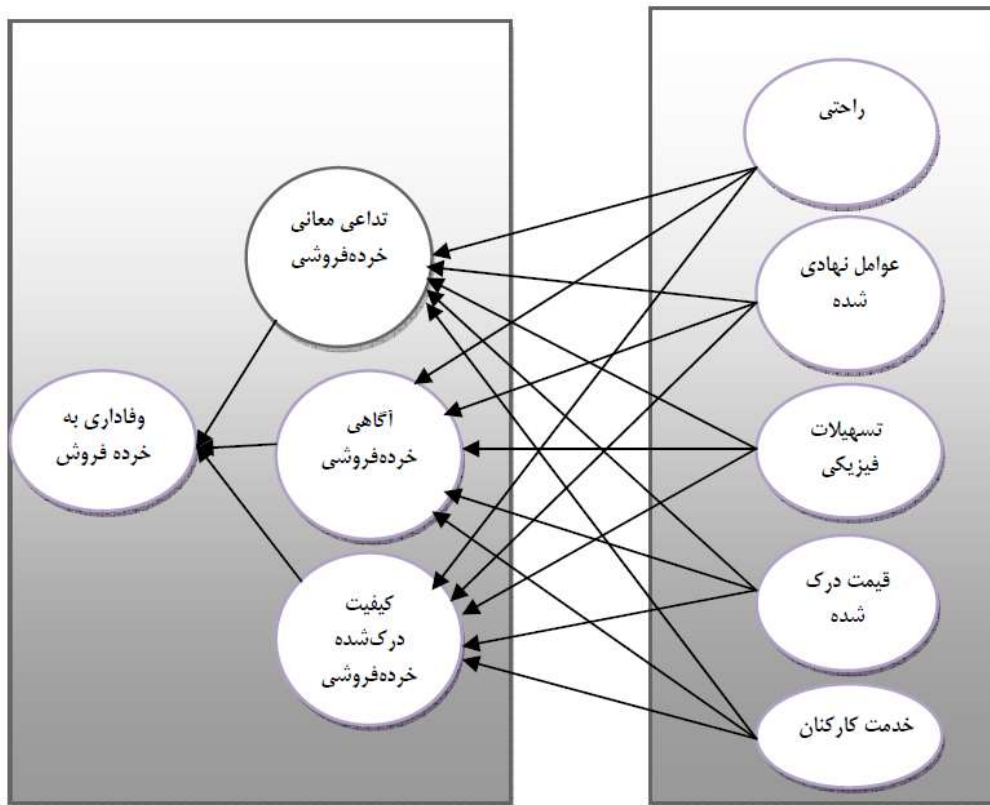 راحتی
عوامل نهادی
شده
تسهیلات
فیزیکی
قیمت درک
شده
خدمت کارکنان
تداعی معانی
خرده‌فروشی
آگاهی
خرده‌فروشی
کیفیت
درک‌شده
خرده‌فروشی
وفاداری به
خرده فروش